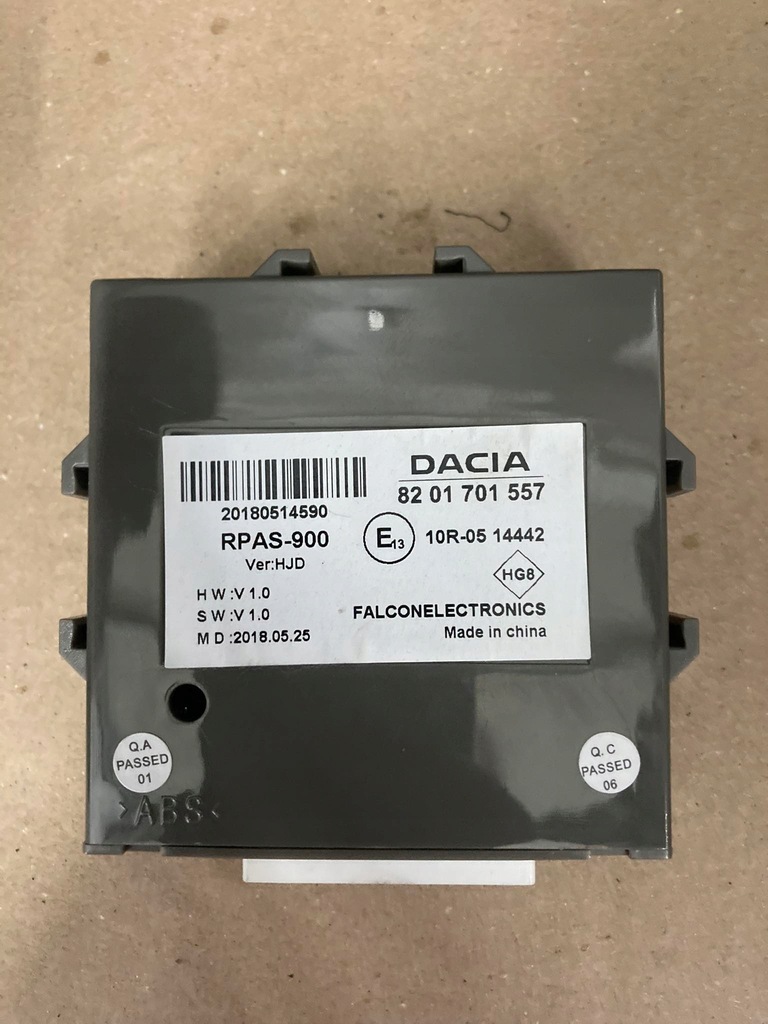 DACIA
20180514590
82 01 701 557
RPAS-900
Ver:HJD
E13
10R-05 14442
HG8
H W :V 1.0
S W :V 1.0
M D :2018.05.25
FALCONELECTRONICS
Made in china
Q.A
PASSED
01
Q.C
PASSED
06
>ABS<